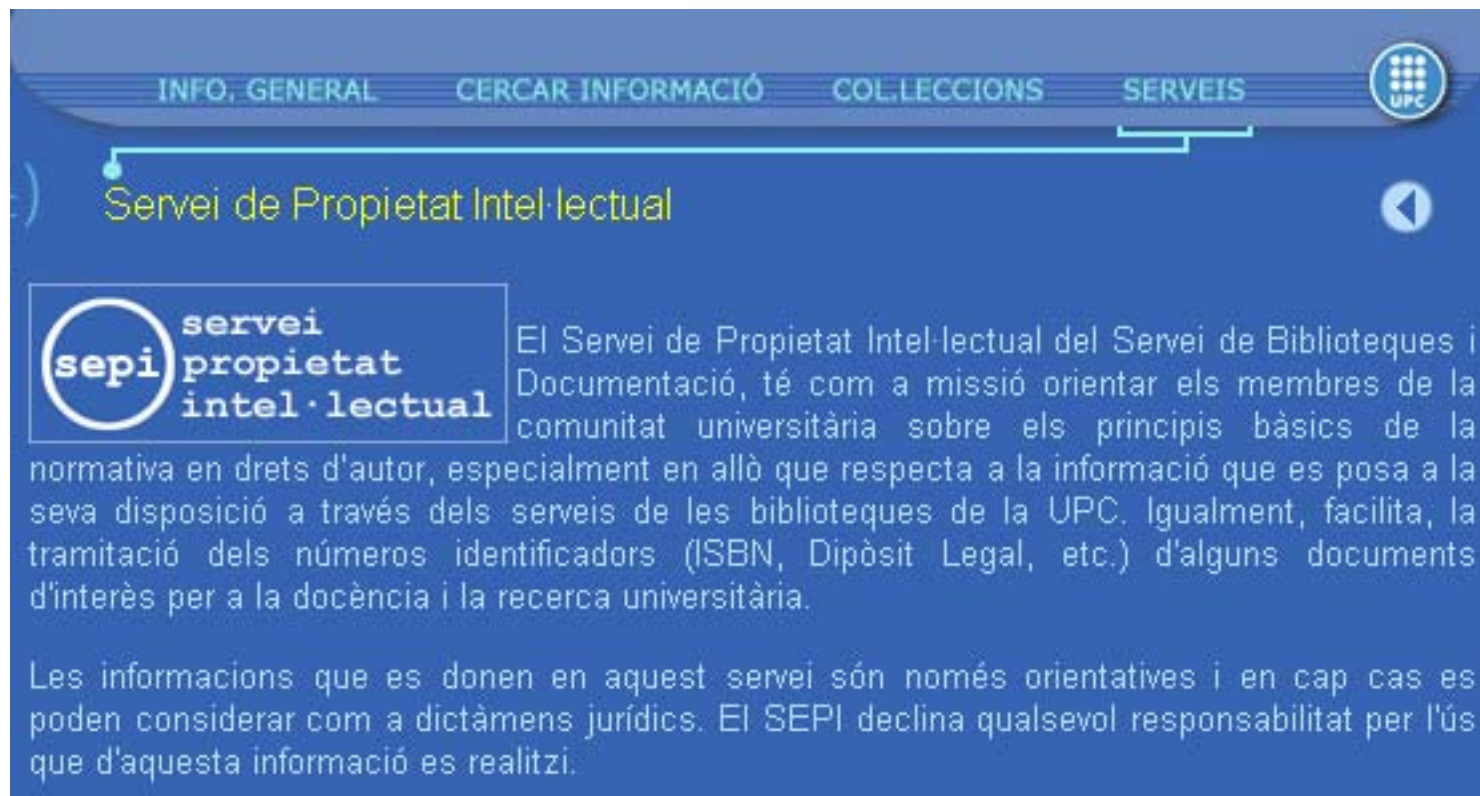 INFO. GENERAL CERCAR INFORMACIÓ COL.LECCIONS SERVEIS UPC
Servei de Propietat Intel·lectual
sepi
servei
propietat
intel·lectual
El Servei de Propietat Intel·lectual del Servei de Biblioteques i
Documentació, té com a missió orientar els membres de la
comunitat universitària sobre els principis bàsics de la
normativa en drets d'autor, especialment en allò que respecta a la informació que es posa a la
seva disposició a través dels serveis de les biblioteques de la UPC. Igualment, facilita, la
tramitació dels números identificadors (ISBN, Dipòsit Legal, etc.) d'alguns documents
d'interès per a la docència i la recerca universitària.
Les informacions que es donen en aquest servei són només orientatives i en cap cas es
poden considerar com a dictàmens jurídics. El SEPI declina qualsevol responsabilitat per l'ús
que d'aquesta informació es realitzi.